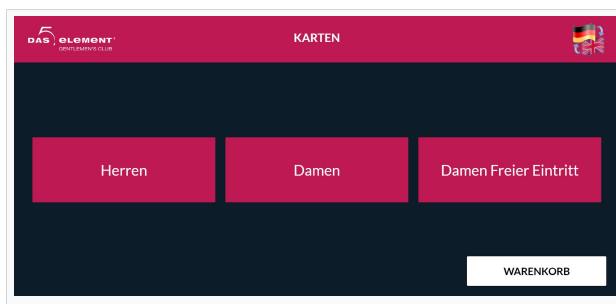 5
DAS ELEMENT
GENTLEMEN'S CLUB
KARTEN
Herren
Damen
Damen Freier Eintritt
WARENKORB